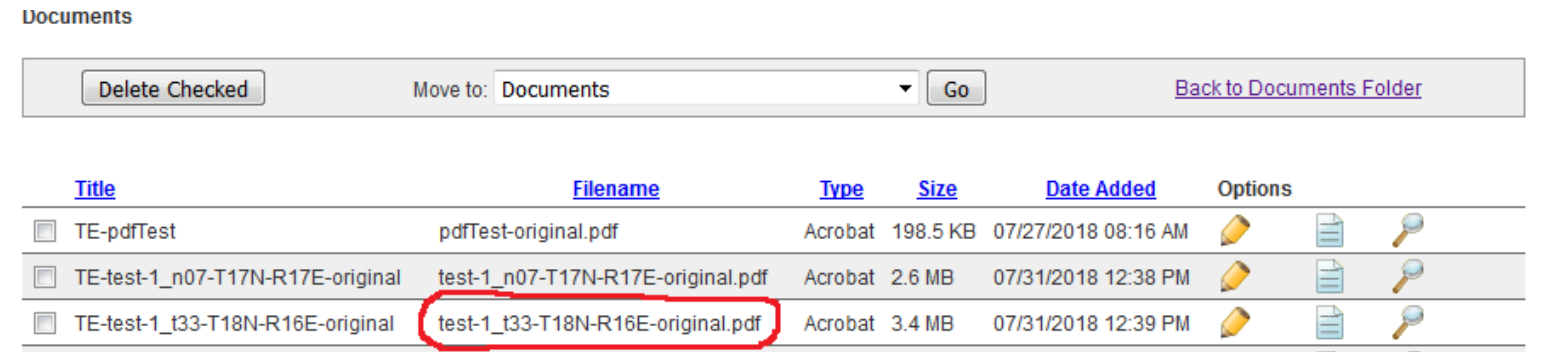 Documents
Delete Checked Move to: Documents Go Back to Documents Folder
Title Filename Type Size Date Added Options
TE-pdfTest pdfTest-original.pdf Acrobat 198.5 KB 07/27/2018 08:16 AM
TE-test-1_n07-T17N-R17E-original test-1_n07-T17N-R17E-original.pdf Acrobat 2.6 MB 07/31/2018 12:38 PM
TE-test-1_t33-T18N-R16E-original test-1_t33-T18N-R16E-original.pdf Acrobat 3.4 MB 07/31/2018 12:39 PM